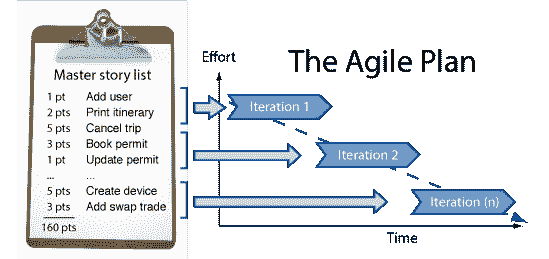 The Agile Plan
Master story list
1 pt Add user
2 pts Print itinerary
5 pts Cancel trip
3 pts Book permit
1 pt Update permit
... ...
5 pts Create device
3 pts Add swap trade
160 pts
Effort
Iteration 1
Iteration 2
Iteration (n)
Time